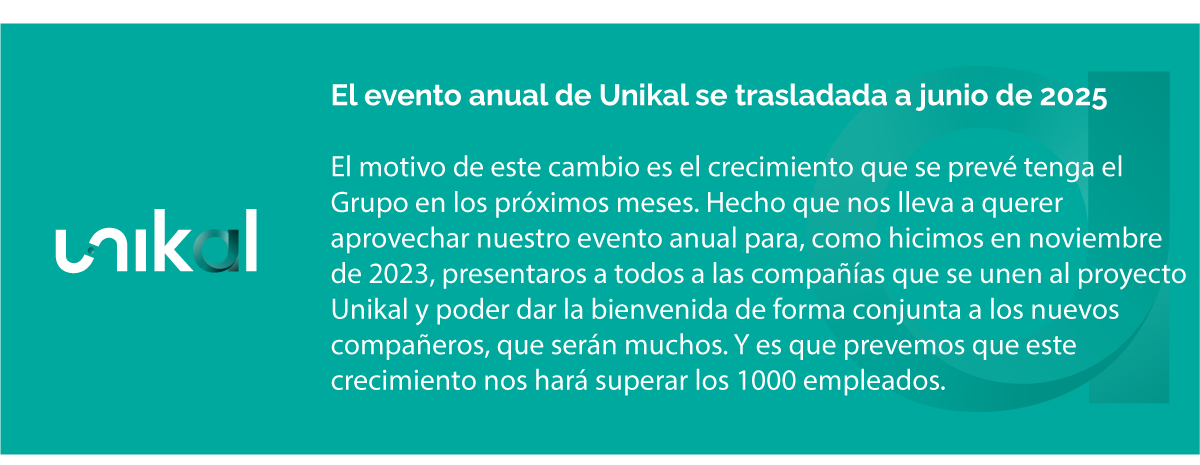 El evento anual de Unikal se trasladada a junio de 2025
El motivo de este cambio es el crecimiento que se prevé tenga el
Grupo en los próximos meses. Hecho que nos lleva a querer
aprovechar nuestro evento anual para, como hicimos en noviembre
de 2023, presentaros a todos a las compañías que se unen al proyecto
Unikal y poder dar la bienvenida de forma conjunta a los nuevos
compañeros, que serán muchos. Y es que prevemos que este
crecimiento nos hará superar los 1000 empleados.
unikal